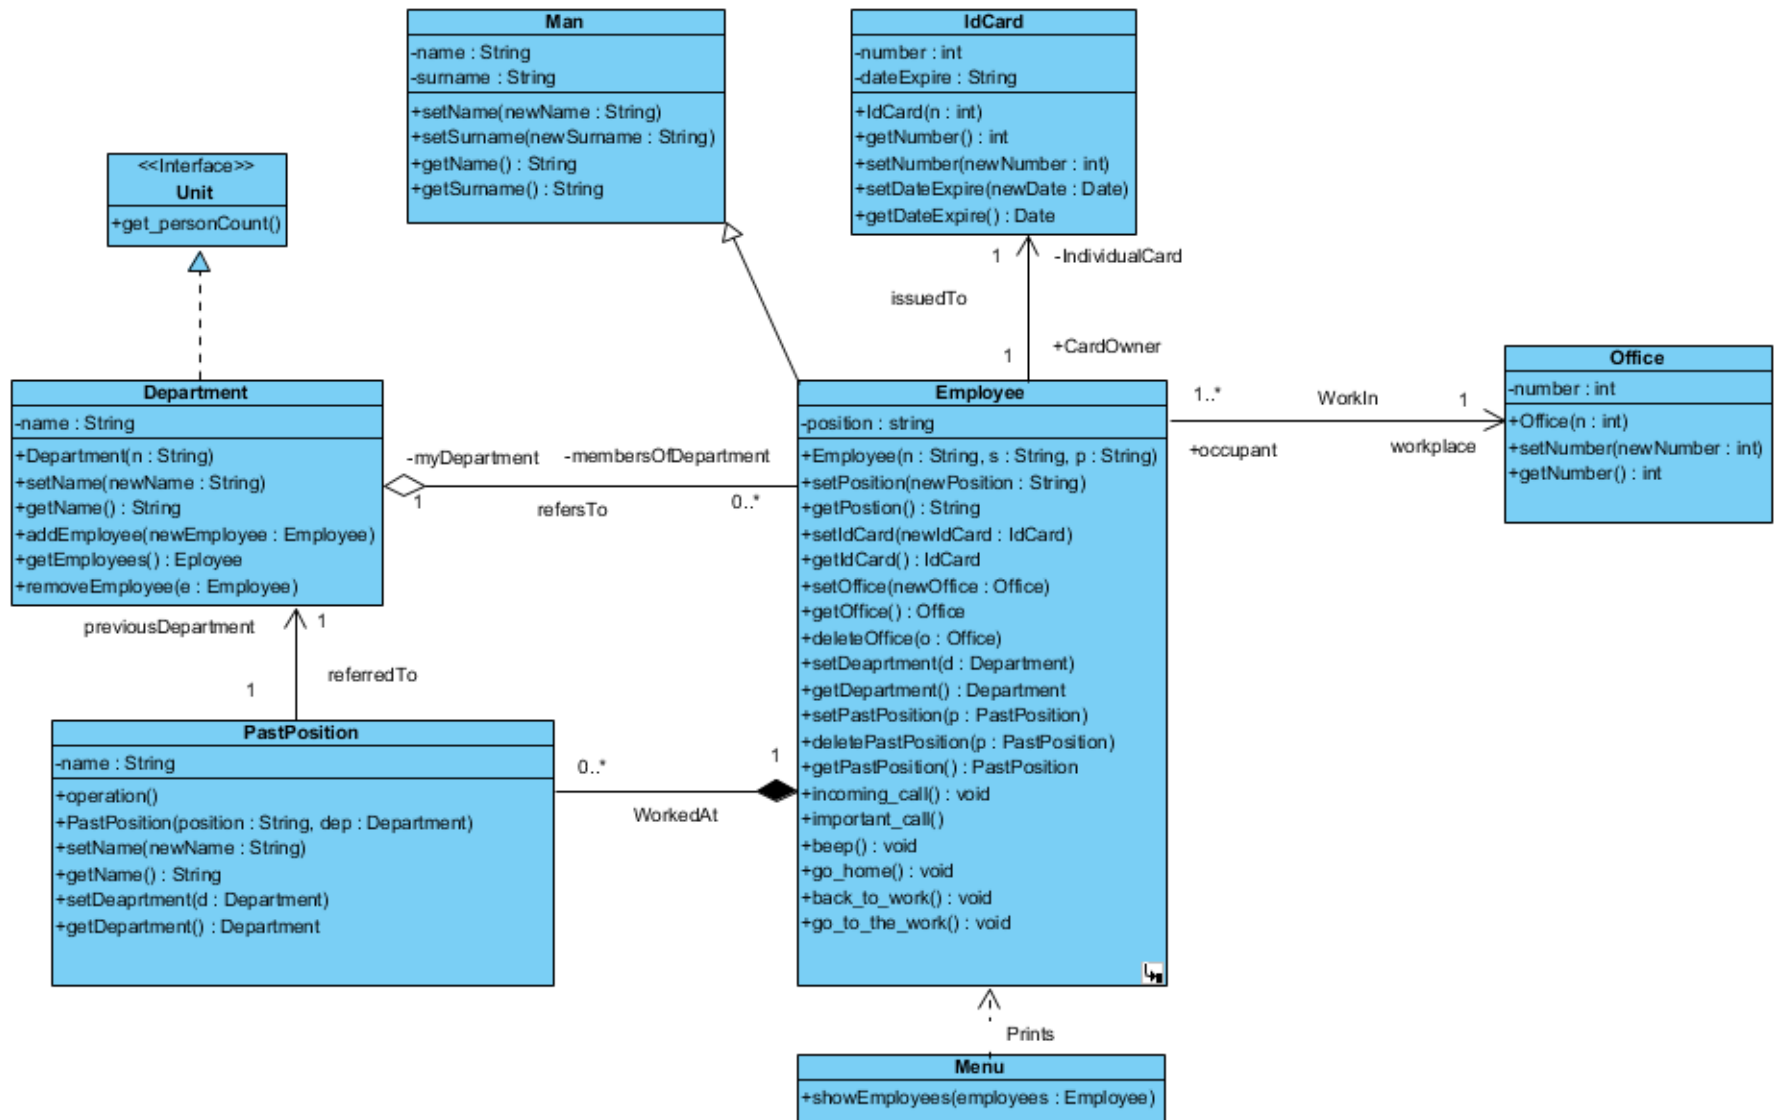 Man
-name : String
-surname : String
+setName(newName : String)
+setSurname(newSurname : String)
+getName() : String
+getSurname() : String
IdCard
-number : int
-dateExpire : String
+IdCard(n : int)
+getNumber() : int
+setNumber(newNumber : int)
+setDateExpire(newDate : Date)
+getDateExpire() : Date
<<Interface>>
Unit
+get_personCount()
1
-IndividualCard
issuedTo
1
+CardOwner
Department
-name : String
+Department(n : String)
+setName(newName : String)
+getName() : String
+addEmployee(newEmployee : Employee)
+getEmployees() : Eployee
+removeEmployee(e : Employee)
-myDepartment
-membersOfDepartment
1
refersTo
0..*
Employee
-position : string
+Employee(n : String, s : String, p : String)
+setPosition(newPosition : String)
+getPostion() : String
+setIdCard(newIdCard : IdCard)
+getIdCard() : IdCard
+setOffice(newOffice : Office)
+getOffice() : Office
+deleteOffice(o : Office)
+setDeaprtment(d : Department)
+getDepartment() : Department
+setPastPosition(p : PastPosition)
+deletePastPosition(p : PastPosition)
+getPastPosition() : PastPosition
+incoming_call() : void
+important_call()
+beep() : void
+go_home() : void
+back_to_work() : void
+go_to_the_work() : void
1..*
WorkIn
1
+occupant
workplace
Office
-number : int
+Office(n : int)
+setNumber(newNumber : int)
+getNumber() : int
previousDepartment
1
referredTo
1
PastPosition
-name : String
+operation()
+PastPosition(position : String, dep : Department)
+setName(newName : String)
+getName() : String
+setDeaprtment(d : Department)
+getDepartment() : Department
0..*
1
WorkedAt
Prints
Menu
+showEmployees(employees : Employee)